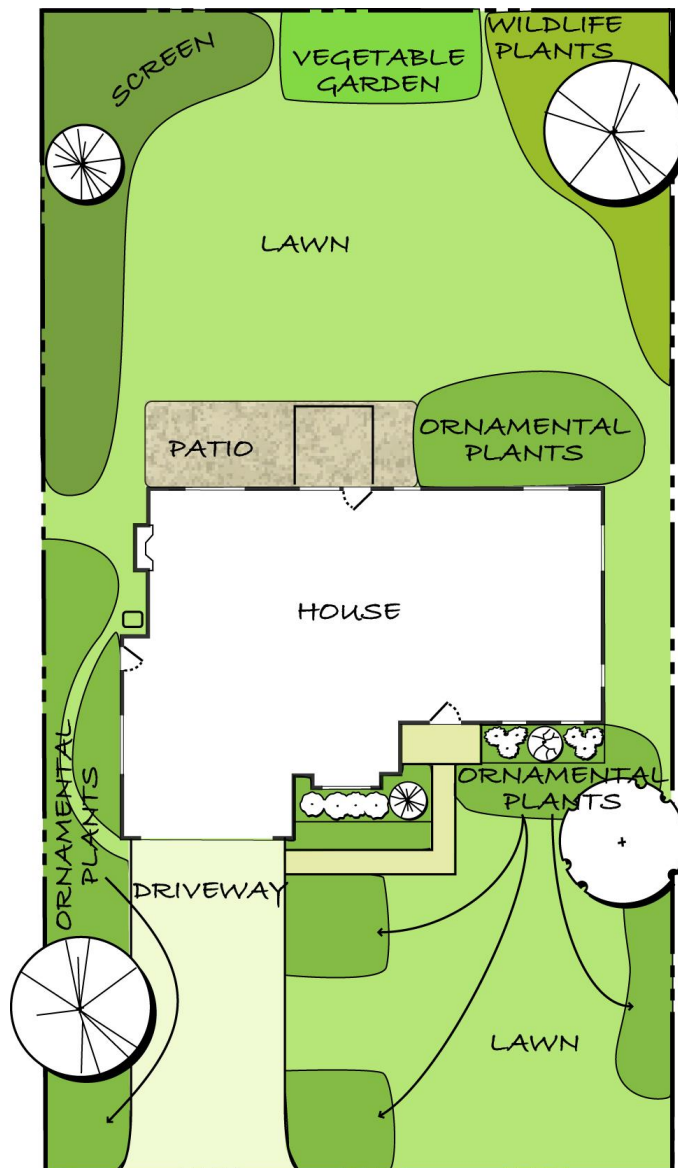 SCREEN
VEGETABLE
GARDEN
WILDLIFE
PLANTS
LAWN
PATIO
ORNAMENTAL
PLANTS
HOUSE
ORNAMENTAL
PLANTS
ORNAMENTAL
PLANTS
DRIVEWAY
LAWN